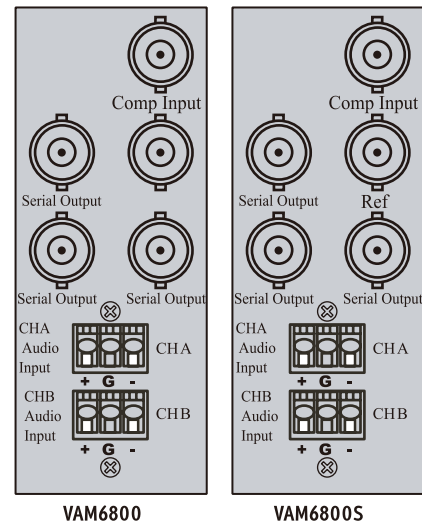 Comp Input
Serial Output
Serial Output Serial Output
CHA
Audio
Input
CHA
+ G -
CHB
Audio
Input
CHB
+ G -
VAM6800
Comp Input
Serial Output Ref
Serial Output Serial Output
CHA
Audio
Input
CHA
+ G -
CHB
Audio
Input
CHB
+ G -
VAM6800S